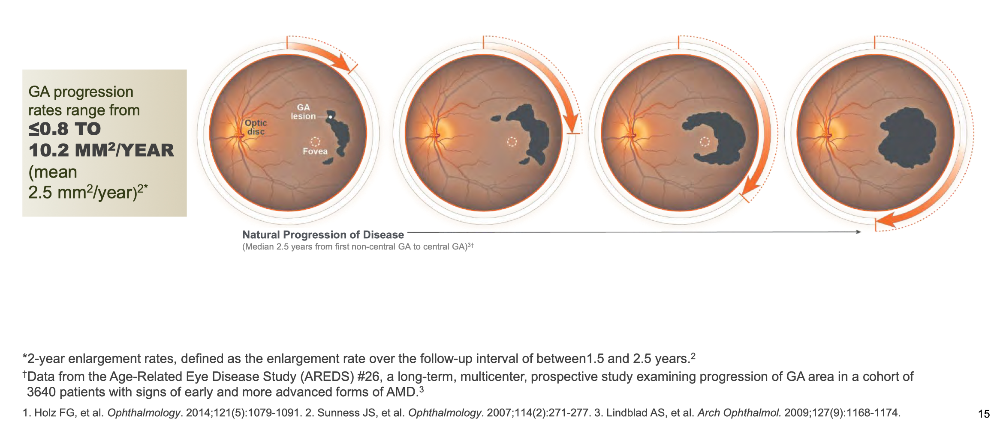 GA progression
rates range from
≤0.8 TO
10.2 MM²/YEAR
(mean
2.5 mm²/year)²*
GA
lesion
Optic
disc
Fovea
Natural Progression of Disease
(Median 2.5 years from first non-central GA to central GA)³†
*2-year enlargement rates, defined as the enlargement rate over the follow-up interval of between1.5 and 2.5 years.²
†Data from the Age-Related Eye Disease Study (AREDS) #26, a long-term, multicenter, prospective study examining progression of GA area in a cohort of
3640 patients with signs of early and more advanced forms of AMD.³
1. Holz FG, et al. Ophthalmology. 2014;121(5):1079-1091. 2. Sunness JS, et al. Ophthalmology. 2007;114(2):271-277. 3. Lindblad AS, et al. Arch Ophthalmol. 2009;127(9):1168-1174.
15